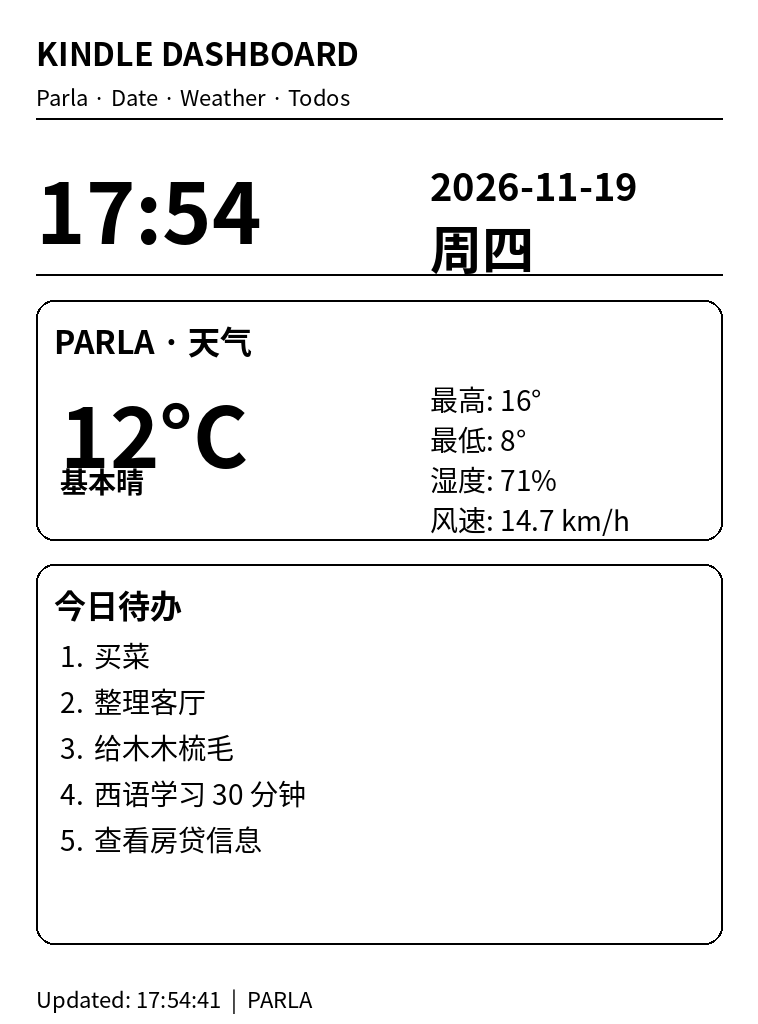 KINDLE DASHBOARD
Parla · Date · Weather · Todos
17:54
2026-11-19
周四
PARLA · 天气
12°C
基本晴
最高: 16°
最低: 8°
湿度: 71%
风速: 14.7 km/h
今日待办
1. 买菜
2. 整理客厅
3. 给木木梳毛
4. 西语学习 30 分钟
5. 查看房贷信息
Updated: 17:54:41 | PARLA